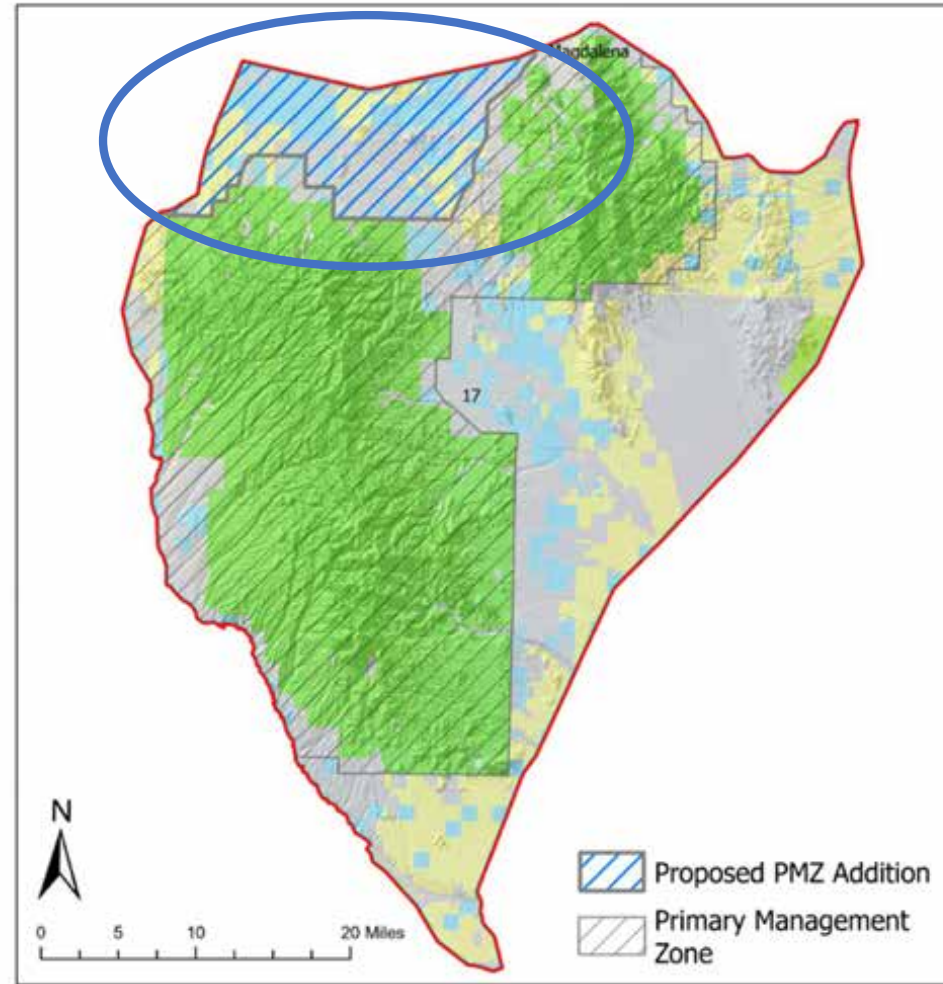 Magdalena
17
N
0 5 10 20 Miles
Proposed PMZ Addition
Primary Management
Zone